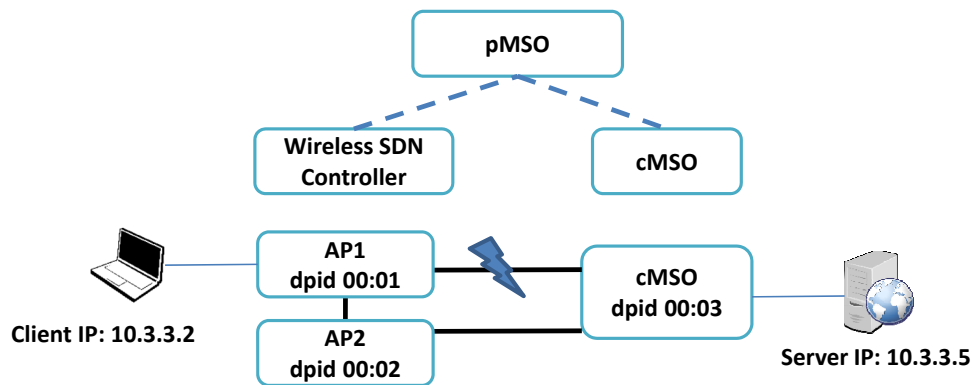 pMSO
Wireless SDN
Controller
cMSO
AP1
dpid 00:01
cMSO
dpid 00:03
Client IP: 10.3.3.2
AP2
dpid 00:02
Server IP: 10.3.3.5